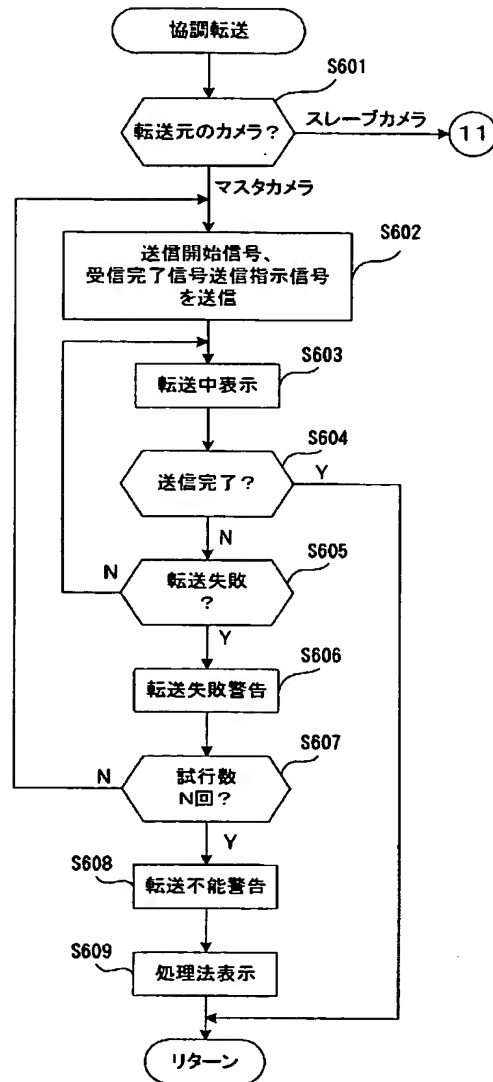 協調転送
S601
転送元のカメラ?
スレーブカメラ
11
マスタカメラ
S602
送信開始信号、
受信完了信号送信指示信号
を送信
S603
転送中表示
S604
送信完了?
Y
N
S605
転送失敗
?
N
Y
S606
転送失敗警告
S607
試行数
N回?
N
Y
S608
転送不能警告
S609
処理法表示
リターン